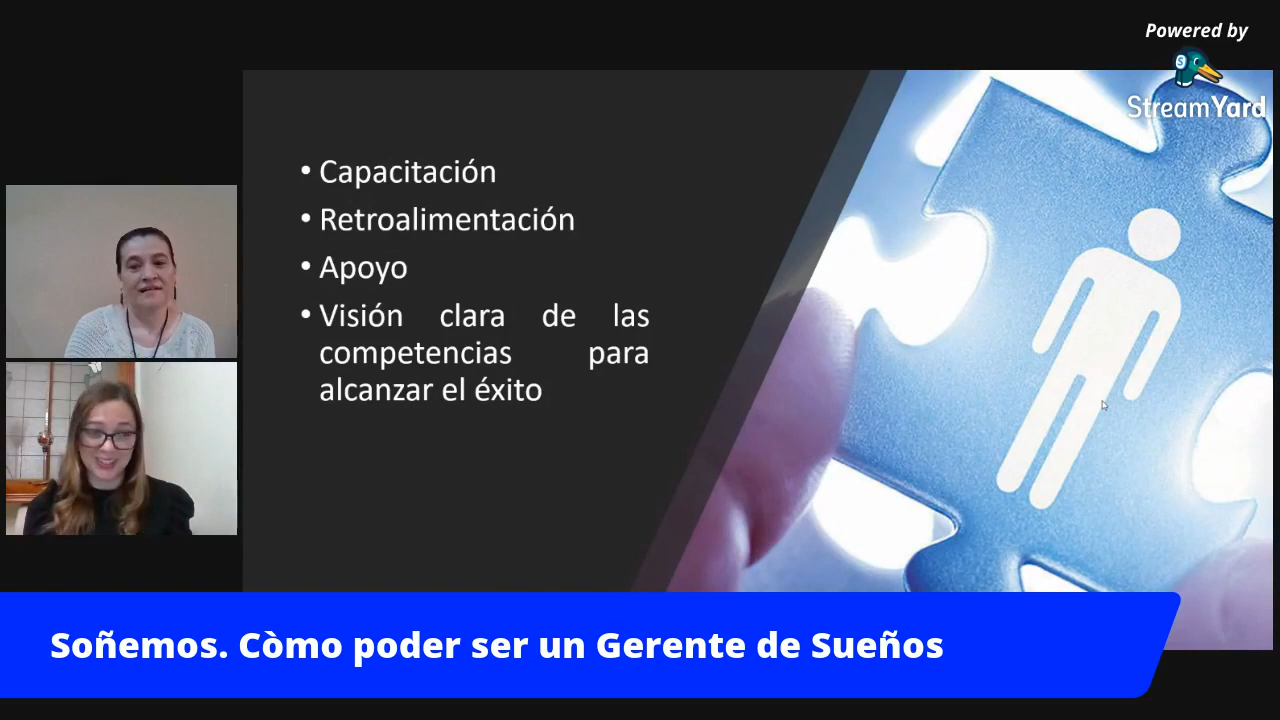 Powered by
StreamYard
• Capacitación
• Retroalimentación
• Apoyo
• Visión clara de las
competencias para
alcanzar el éxito
Soñemos. Còmo poder ser un Gerente de Sueños